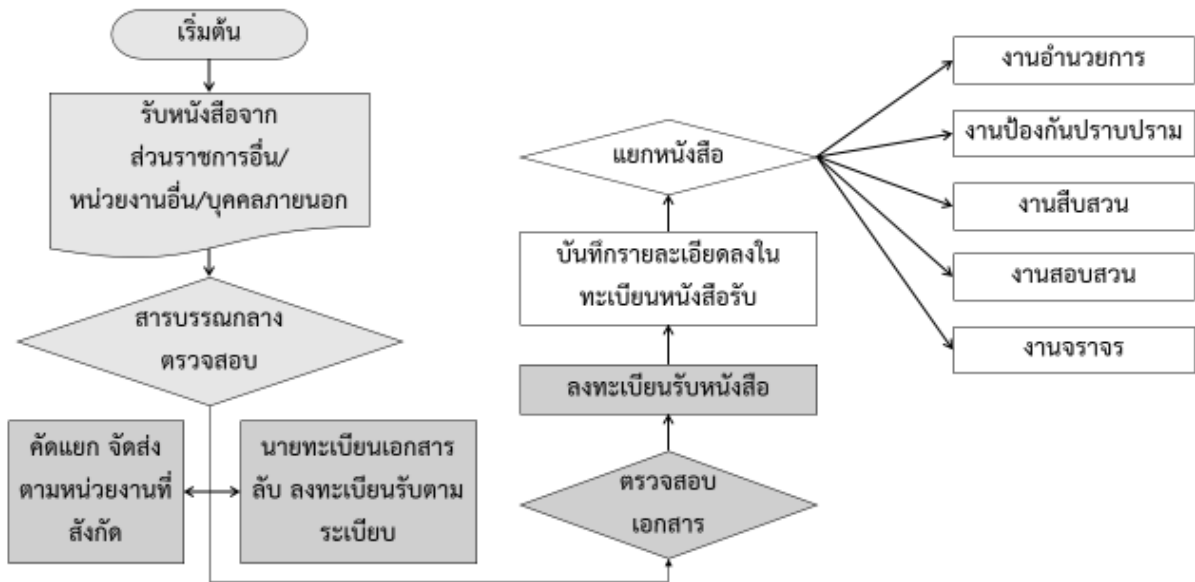 เริ่มต้น
รับหนังสือจาก
ส่วนราชการอื่น/
หน่วยงานอื่น/บุคคลภายนอก
สารบรรณกลาง
ตรวจสอบ
คัดแยก จัดส่ง
ตามหน่วยงานที่
สังกัด
นายทะเบียนเอกสาร
ลับ ลงทะเบียนรับตาม
ระเบียบ
ตรวจสอบ
เอกสาร
ลงทะเบียนรับหนังสือ
บันทึกรายละเอียดลงใน
ทะเบียนหนังสือรับ
แยกหนังสือ
งานอำนวยการ
งานป้องกันปราบปราม
งานสืบสวน
งานสอบสวน
งานจราจร